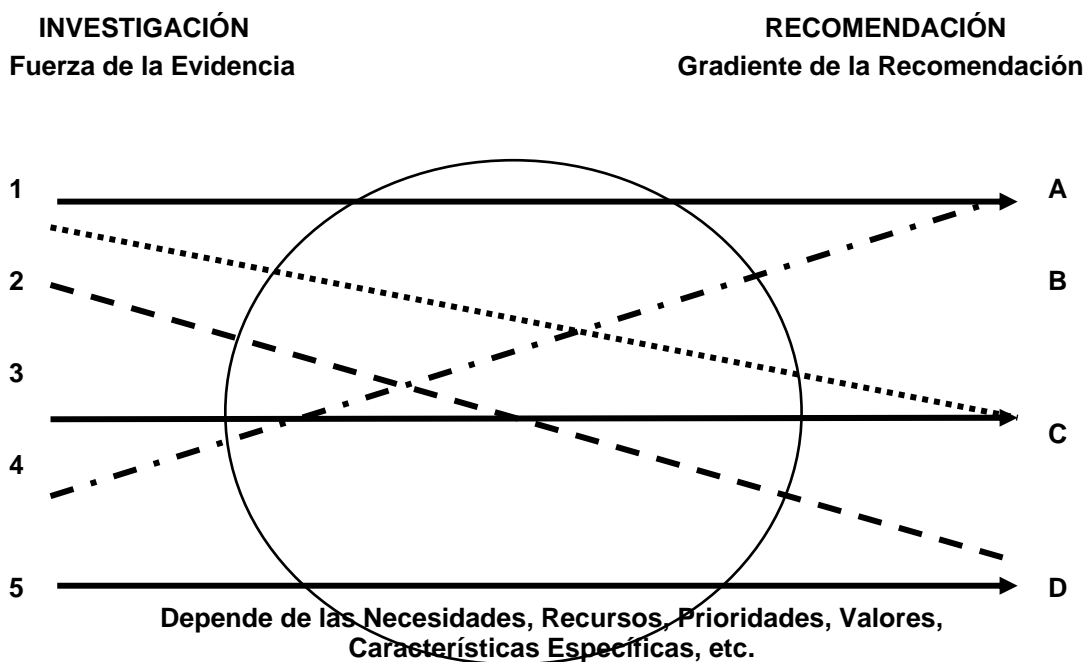 INVESTIGACIÓN
Fuerza de la Evidencia
RECOMENDACIÓN
Gradiente de la Recomendación
1
A
2
B
3
C
4
5
D
Depende de las Necesidades, Recursos, Prioridades, Valores,
Características Específicas, etc.